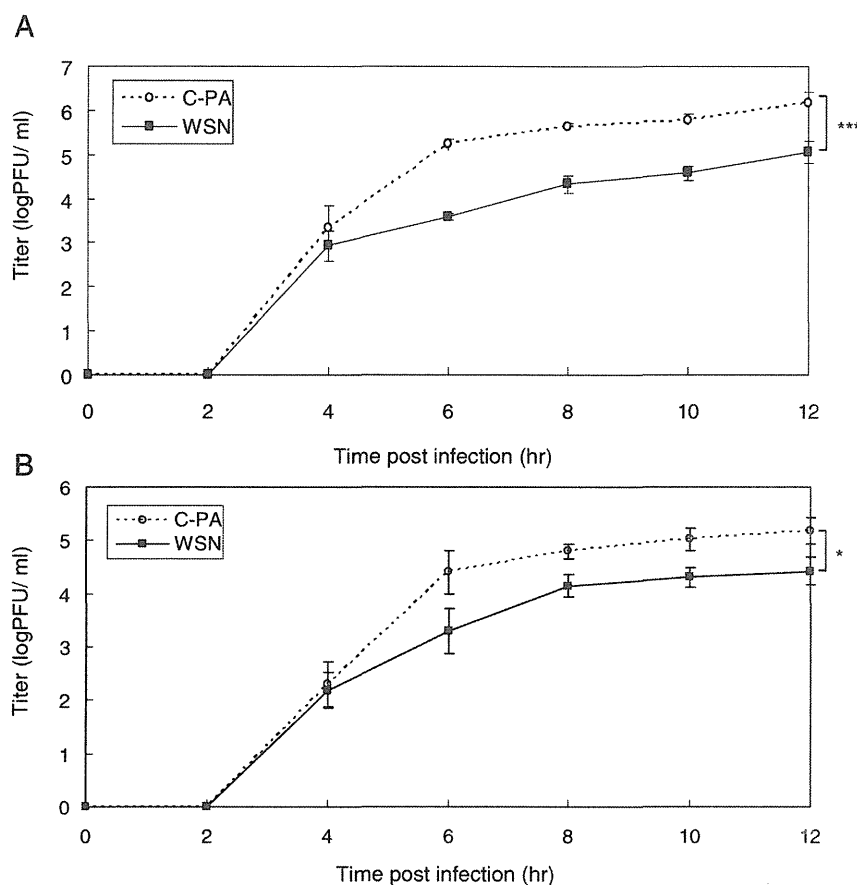 A
7
6
5
4
3
2
1
0
Titer (logPFU/ ml)
C-PA
WSN
***
0 2 4 6 8 10 12
Time post infection (hr)
B
6
5
4
3
2
1
0
Titer (logPFU/ ml)
C-PA
WSN
*
0 2 4 6 8 10 12
Time post infection (hr)